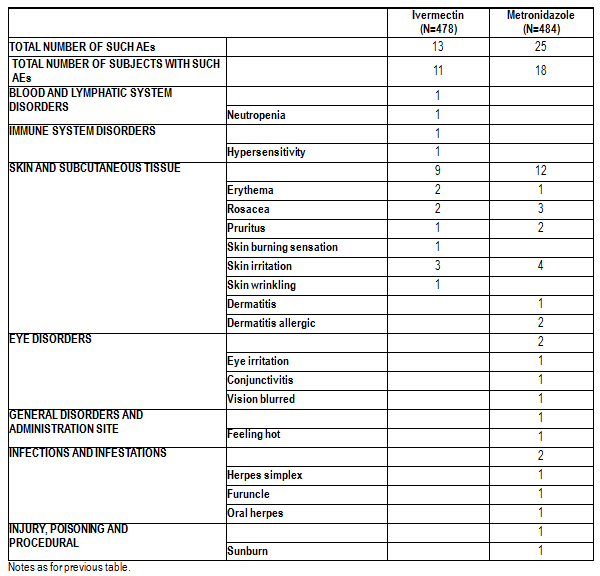 Ivermectin Metronidazole
(N=478) (N=484)
TOTAL NUMBER OF SUCH AEs 13 25
TOTAL NUMBER OF SUBJECTS WITH SUCH
AEs 11 18
BLOOD AND LYMPHATIC SYSTEM
DISORDERS 1
Neutropenia 1
IMMUNE SYSTEM DISORDERS 1
Hypersensitivity 1
SKIN AND SUBCUTANEOUS TISSUE 9 12
Erythema 2 1
Rosacea 2 3
Pruritus 1 2
Skin burning sensation 1
Skin irritation 3 4
Skin wrinkling 1
Dermatitis 1
Dermatitis allergic 2
EYE DISORDERS 2
Eye irritation 1
Conjunctivitis 1
Vision blurred 1
GENERAL DISORDERS AND
ADMINISTRATION SITE 1
Feeling hot 1
INFECTIONS AND INFESTATIONS 2
Herpes simplex 1
Furuncle 1
Oral herpes 1
INJURY, POISONING AND
PROCEDURAL 1
Sunburn 1
Notes as for previous table.